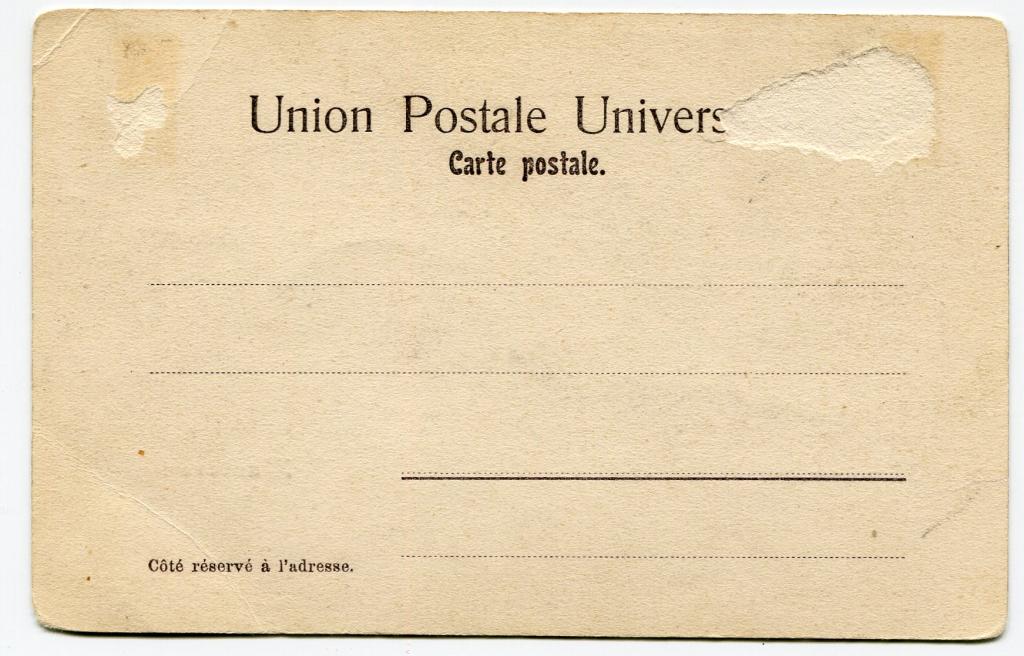 Union Postale Univers
Carte postale.
Côté réservé à l'adresse.